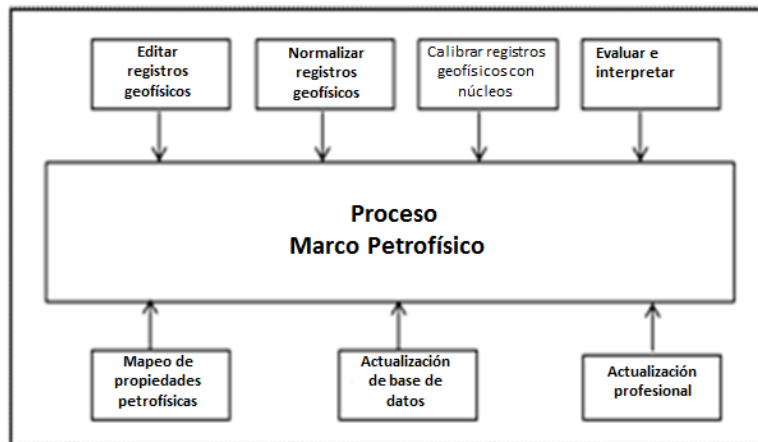 Editar
registros
geofísicos
Normalizar
registros
geofísicos
Calibrar registros
geofísicos con
núcleos
Evaluar e
interpretar
Proceso
Marco Petrofísico
Mapeo de
propiedades
petrofísicas
Actualización
de base de
datos
Actualización
profesional